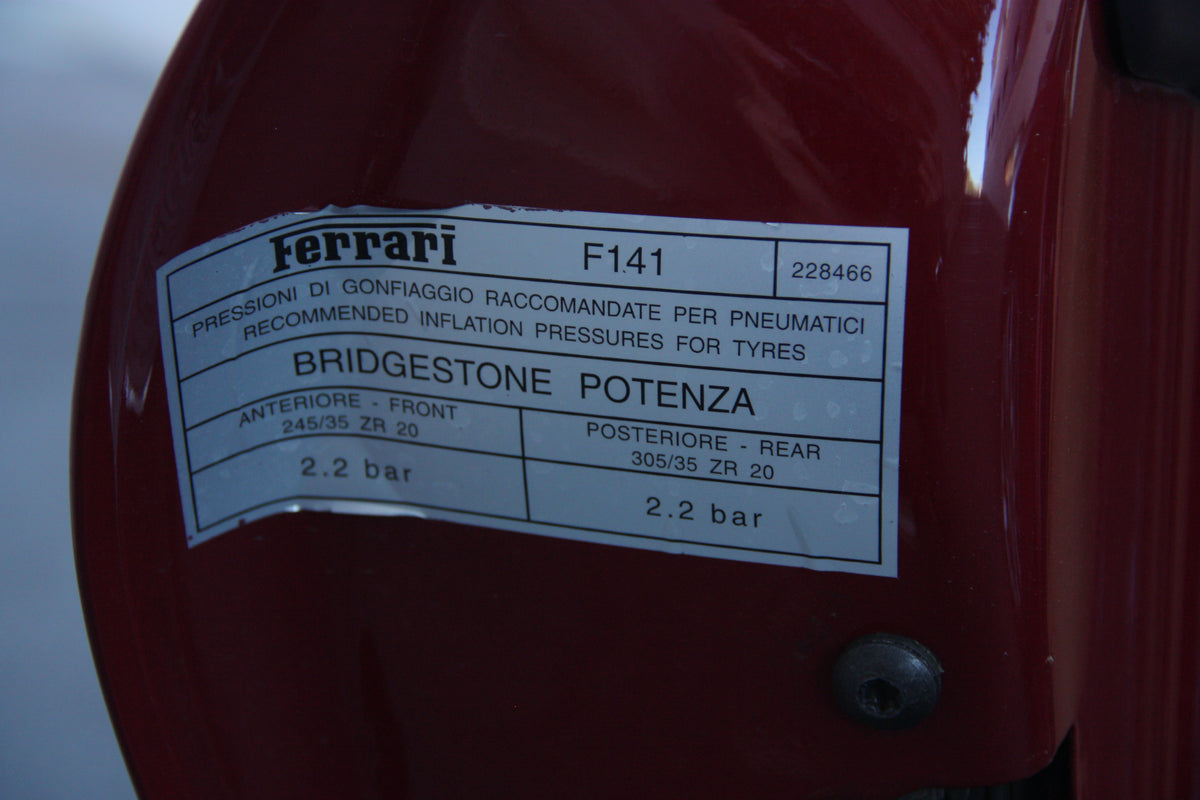 Ferrari F141 228466
PRESSIONI DI GONFIAGGIO RACCOMANDATE PER PNEUMATICI
RECOMMENDED INFLATION PRESSURES FOR TYRES
BRIDGESTONE POTENZA
ANTERIORE - FRONT
245/35 ZR 20
2.2 bar
POSTERIORE - REAR
305/35 ZR 20
2.2 bar